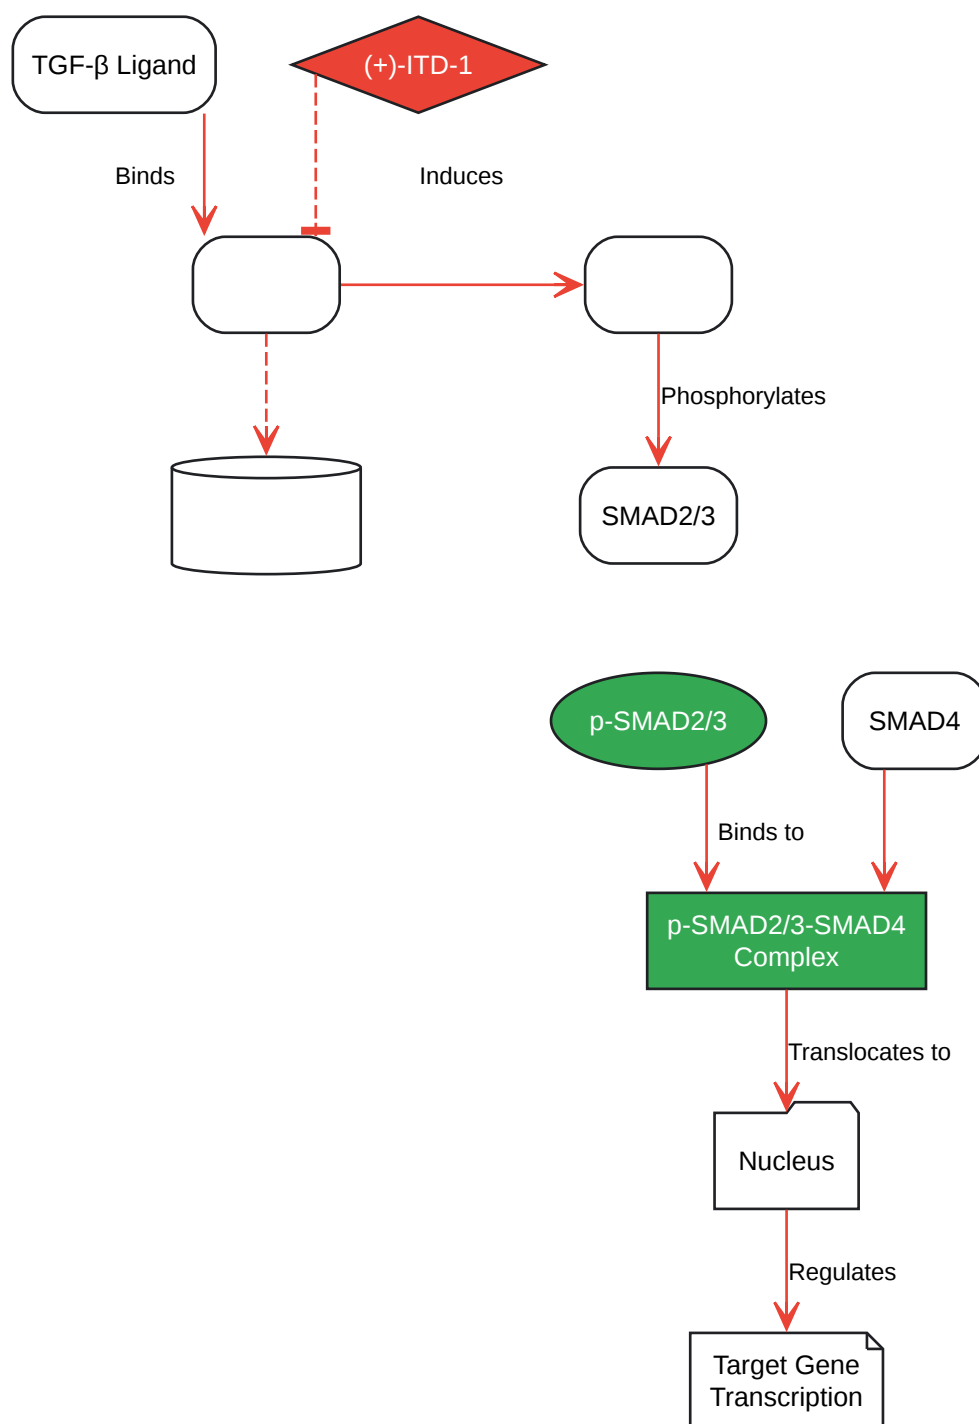 TGF-β Ligand
(+)-ITD-1
Binds
Induces
Phosphorylates
SMAD2/3
p-SMAD2/3
SMAD4
Binds to
p-SMAD2/3-SMAD4
Complex
Translocates to
Nucleus
Regulates
Target Gene
Transcription